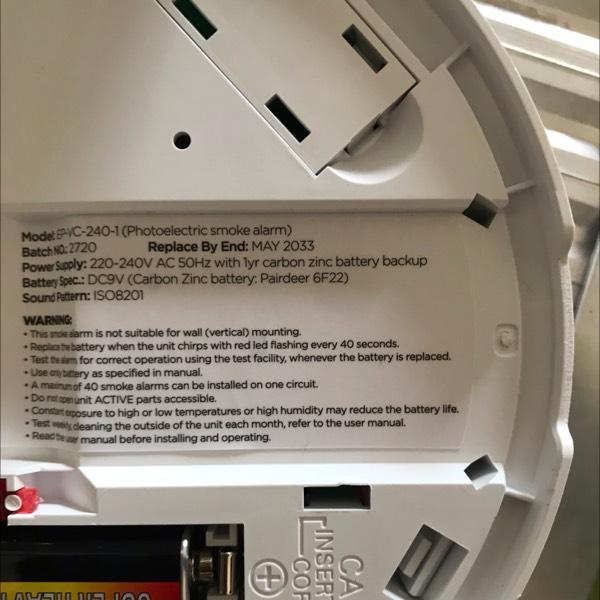 Model: EP-VC-240-1 (Photoelectric smoke alarm)
Batch NO.: 2720 Replace By End: MAY 2033
Power Supply: 220-240V AC 50Hz with 1yr carbon zinc battery backup
Battery Spec.: DC9V (Carbon Zinc battery: Pairdeer 6F22)
Sound Pattern: ISO8201
WARNING:
• This smoke alarm is not suitable for wall (vertical) mounting.
• Replace the battery when the unit chirps with red led flashing every 40 seconds.
• Test the alarm for correct operation using the test facility, whenever the battery is replaced.
• Use only battery as specified in manual.
• A maximum of 40 smoke alarms can be installed on one circuit.
• Do not open unit ACTIVE parts accessible.
• Constant exposure to high or low temperatures or high humidity may reduce the battery life.
• Test weekly, cleaning the outside of the unit each month, refer to the user manual.
• Read the user manual before installing and operating.
CA
INSERT
COR